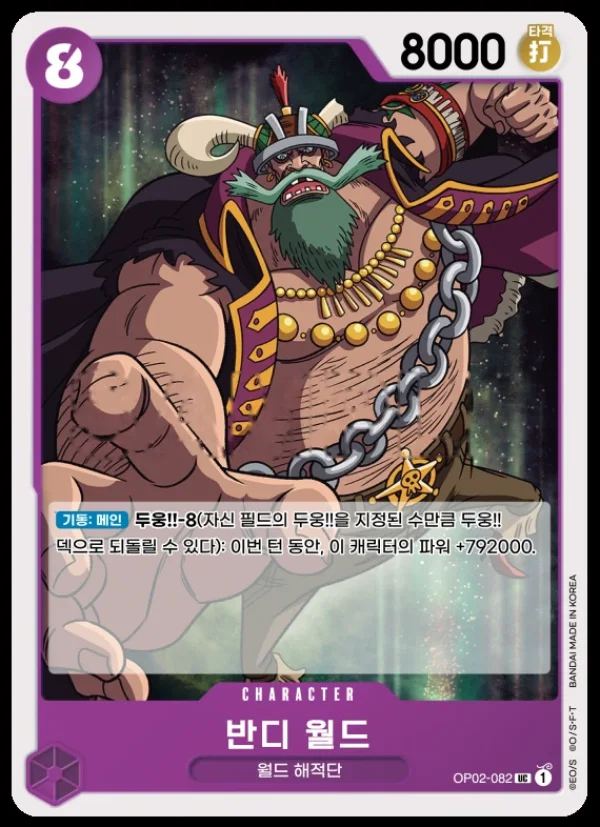 8
8000
타격
打
기동: 메인 두웅!!-8(자신 필드의 두웅!!을 지정된 수만큼 두웅!!
덱으로 되돌릴 수 있다): 이번 턴 동안, 이 캐릭터의 파워 +792000.
CHARACTER
반디 월드
월드 해적단
OP02-082 UC 1
©EO/S ©O/S·F·T BANDAI MADE IN KOREA